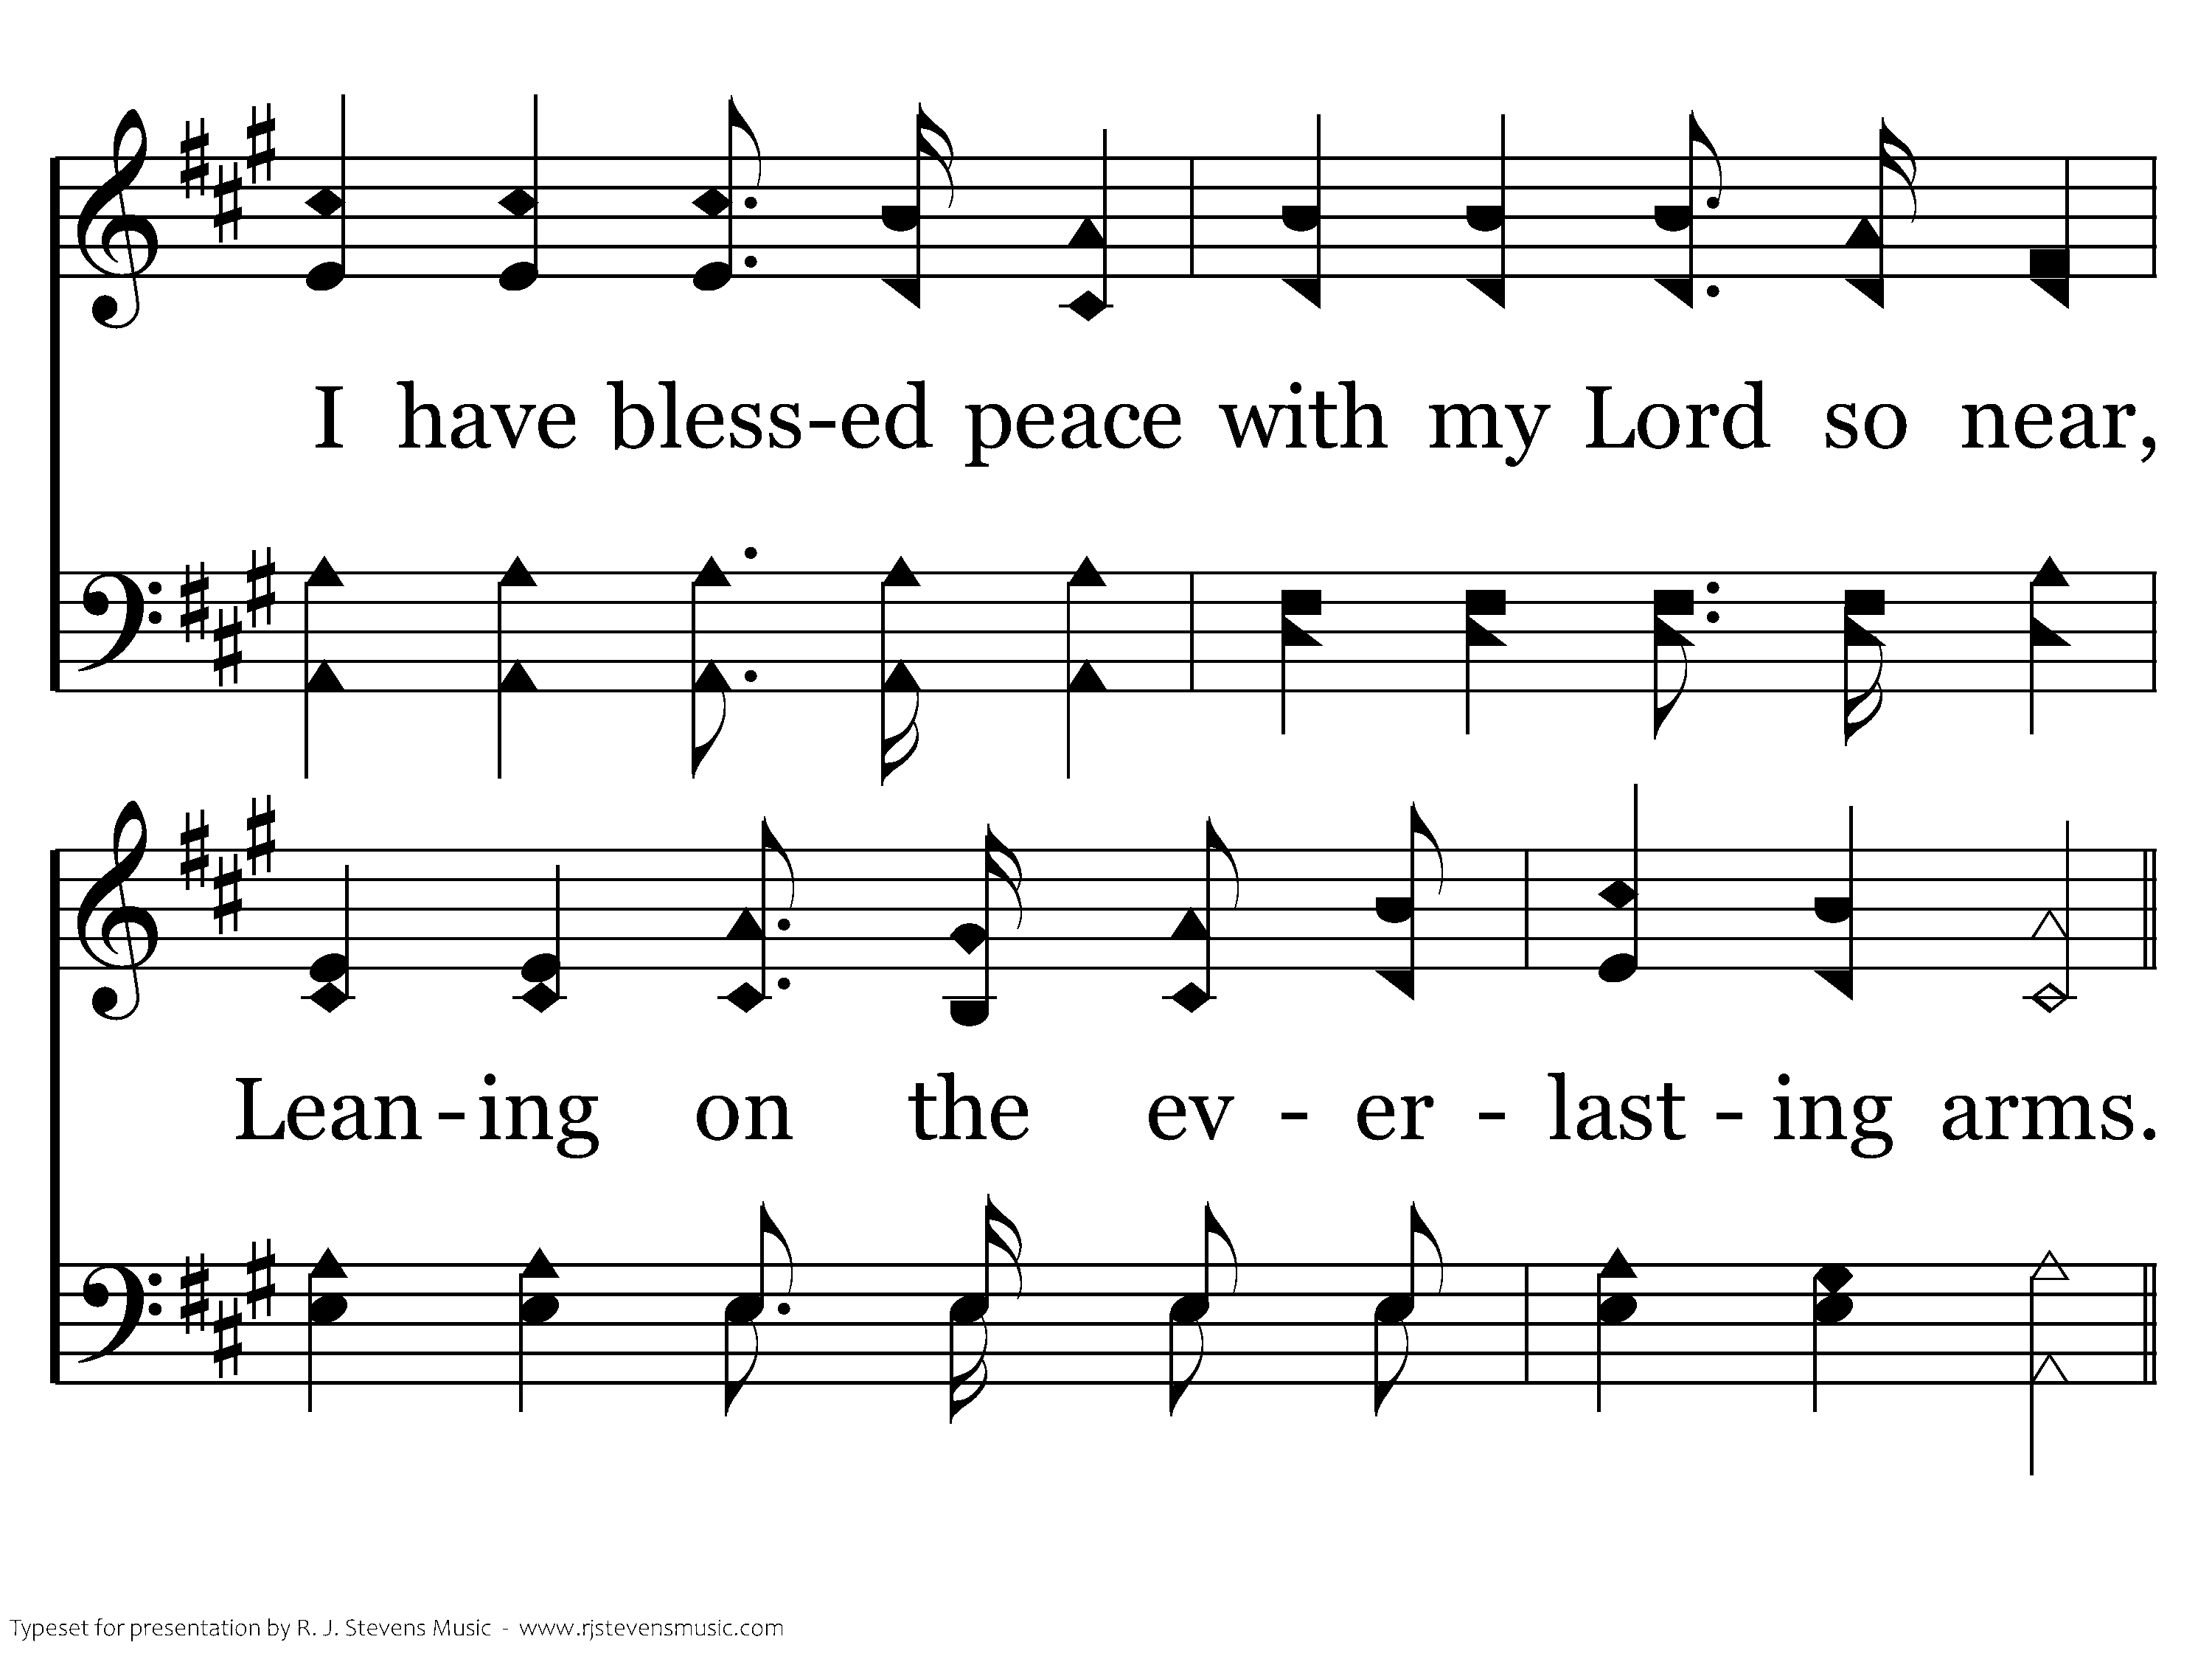 I have bless-ed peace with my Lord so near,
Lean - ing on the ev - er - last - ing arms.
Typeset for presentation by R. J. Stevens Music - www.rjstevensmusic.com